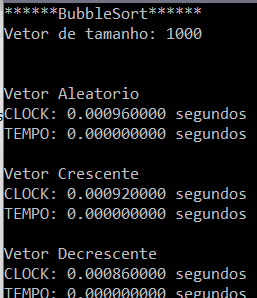 ******BubbleSort******
Vetor de tamanho: 1000
Vetor Aleatorio
CLOCK: 0.000960000 segundos
TEMPO: 0.000000000 segundos
Vetor Crescente
CLOCK: 0.000920000 segundos
TEMPO: 0.000000000 segundos
Vetor Decrescente
CLOCK: 0.000860000 segundos
TEMPO: 0.000000000 segundos